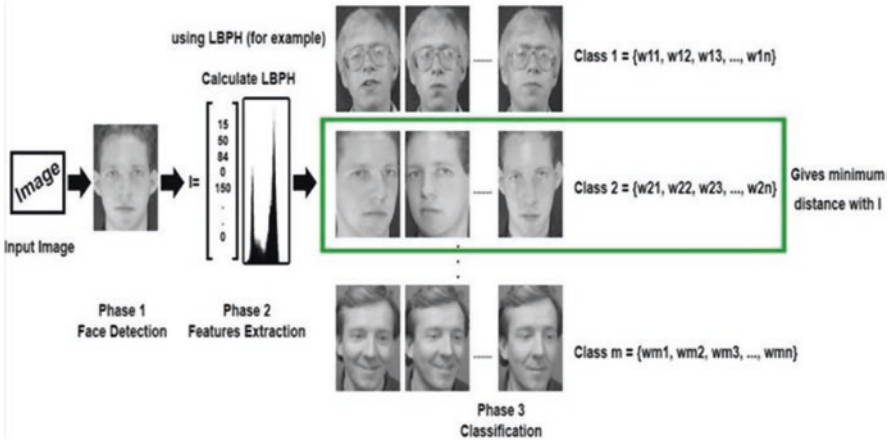 using LBPH (for example)
Calculate LBPH
Image
Input Image
I=
15
50
84
0
150
.
.
0
Phase 1
Face Detection
Phase 2
Features Extraction
Class 1 = {w11, w12, w13, ..., w1n}
Class 2 = {w21, w22, w23, ..., w2n}
Gives minimum
distance with I
Class m = {wm1, wm2, wm3, ..., wmn}
Phase 3
Classification